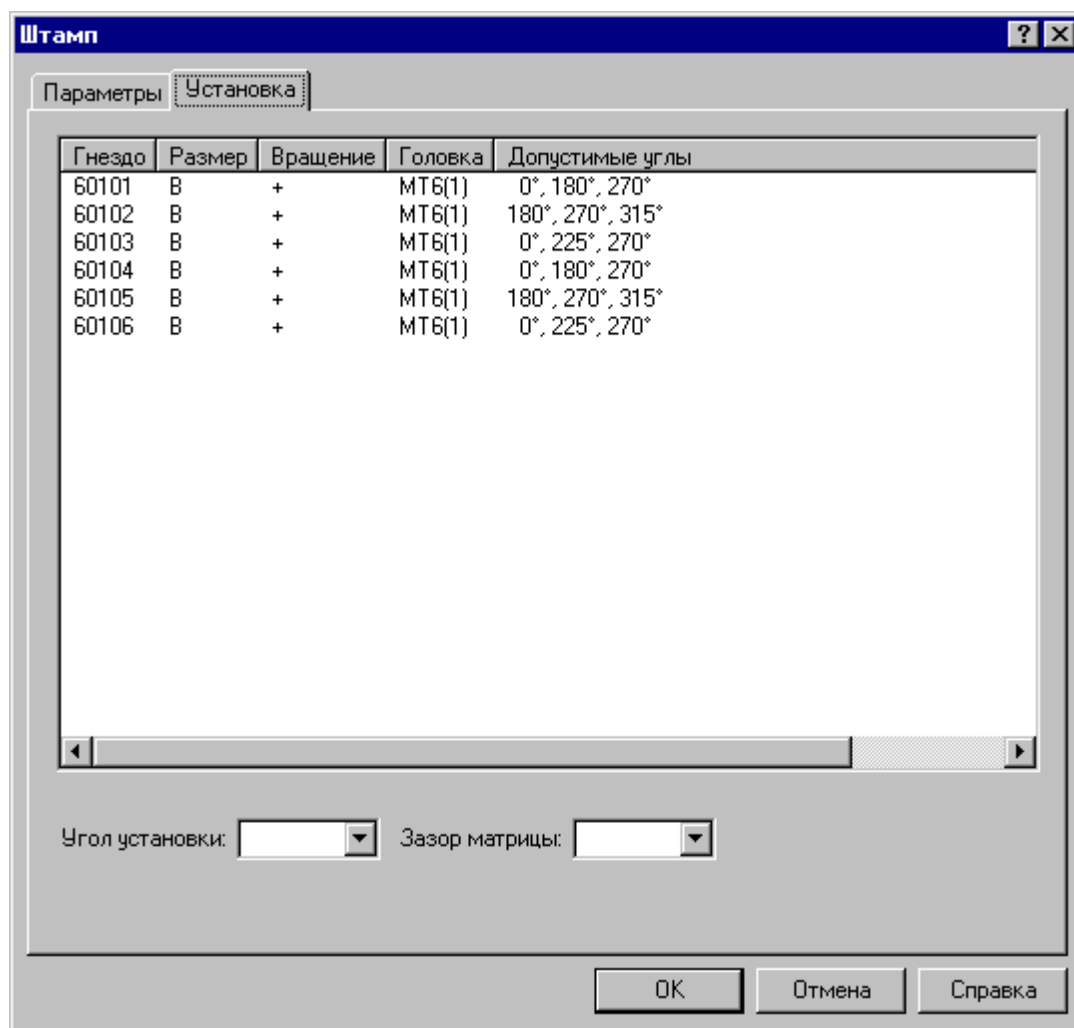 Штамп
Параметры Установка
Гнездо Размер Вращение Головка Допустимые углы
60101 B + MT6(1) 0°, 180°, 270°
60102 B + MT6(1) 180°, 270°, 315°
60103 B + MT6(1) 0°, 225°, 270°
60104 B + MT6(1) 0°, 180°, 270°
60105 B + MT6(1) 180°, 270°, 315°
60106 B + MT6(1) 0°, 225°, 270°
Угол установки: Зазор матрицы:
OK Отмена Справка